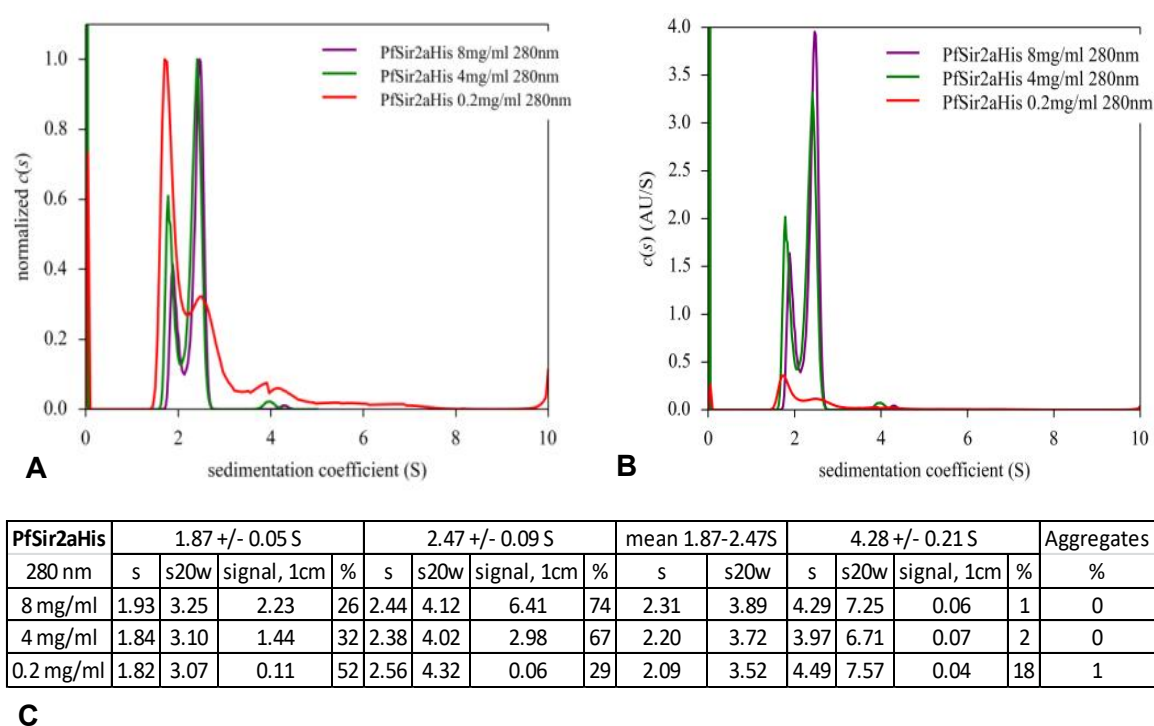 PfSir2aHis 8mg/ml 280nm
PfSir2aHis 4mg/ml 280nm
PfSir2aHis 0.2mg/ml 280nm
normalized c(s)
1.0
0.8
0.6
0.4
0.2
0.0
0 2 4 6 8 10
sedimentation coefficient (S)
A
PfSir2aHis 8mg/ml 280nm
PfSir2aHis 4mg/ml 280nm
PfSir2aHis 0.2mg/ml 280nm
c(s) (AU/S)
4.0
3.5
3.0
2.5
2.0
1.5
1.0
0.5
0.0
0 2 4 6 8 10
sedimentation coefficient (S)
B
PfSir2aHis 1.87 +/- 0.05 S 2.47 +/- 0.09 S mean 1.87-2.47S 4.28 +/- 0.21 S Aggregates
280 nm s s20w signal, 1cm % s s20w signal, 1cm % s s20w s s20w signal, 1cm % %
8 mg/ml 1.93 3.25 2.23 26 2.44 4.12 6.41 74 2.31 3.89 4.29 7.25 0.06 1 0
4 mg/ml 1.84 3.10 1.44 32 2.38 4.02 2.98 67 2.20 3.72 3.97 6.71 0.07 2 0
0.2 mg/ml 1.82 3.07 0.11 52 2.56 4.32 0.06 29 2.09 3.52 4.49 7.57 0.04 18 1
C